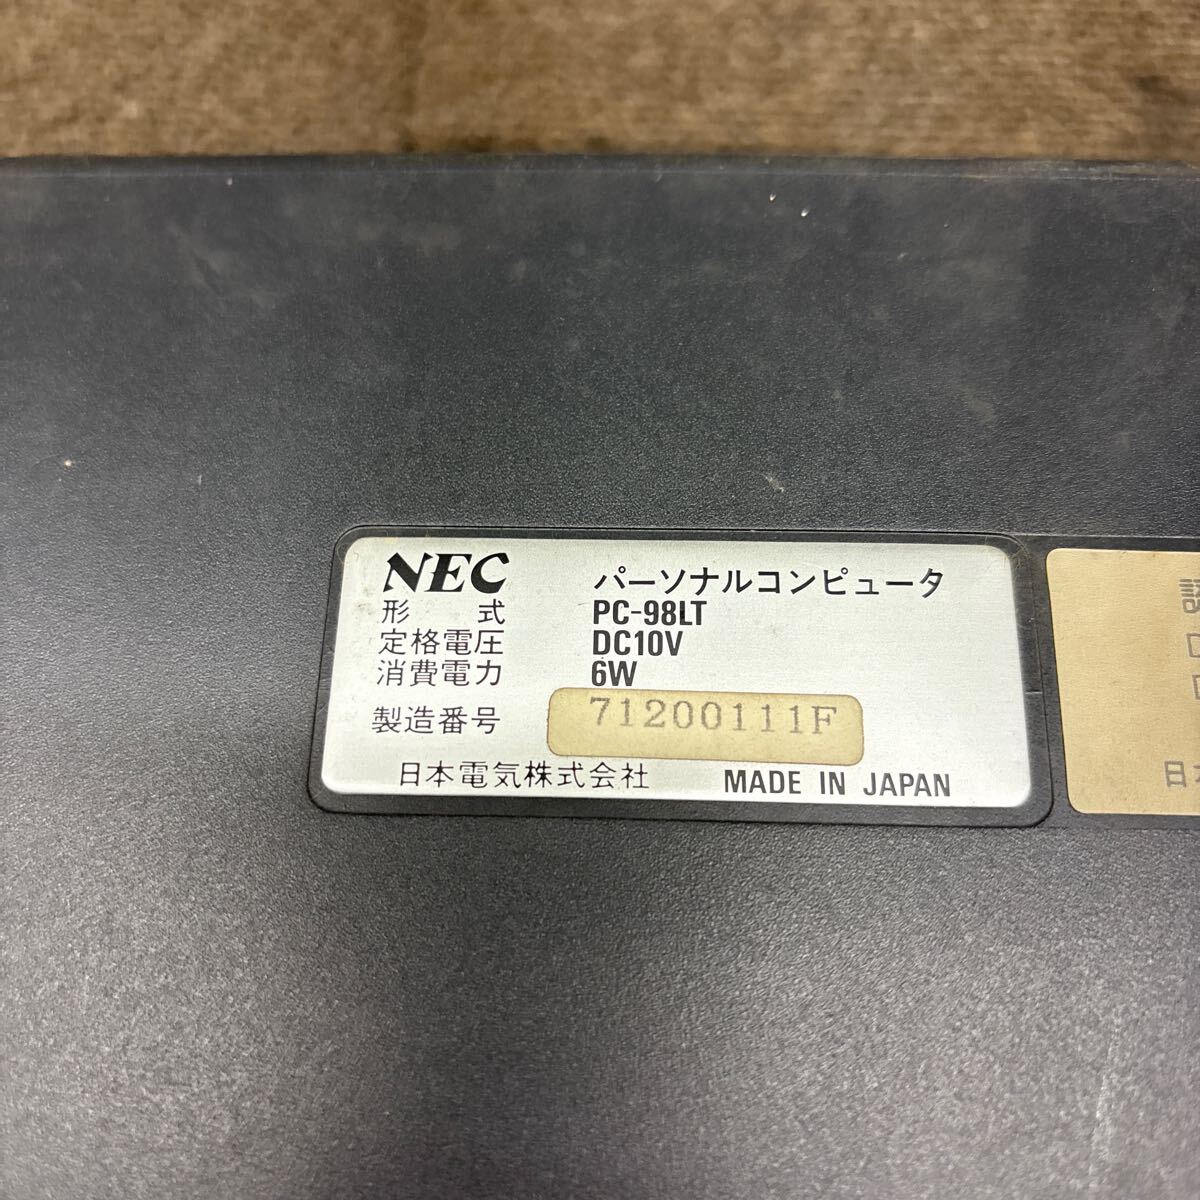 NEC パーソナルコンピュータ
形 式 PC-98LT
定格電圧 DC10V
消費電力 6W
製造番号 71200111F
日本電気株式会社 MADE IN JAPAN